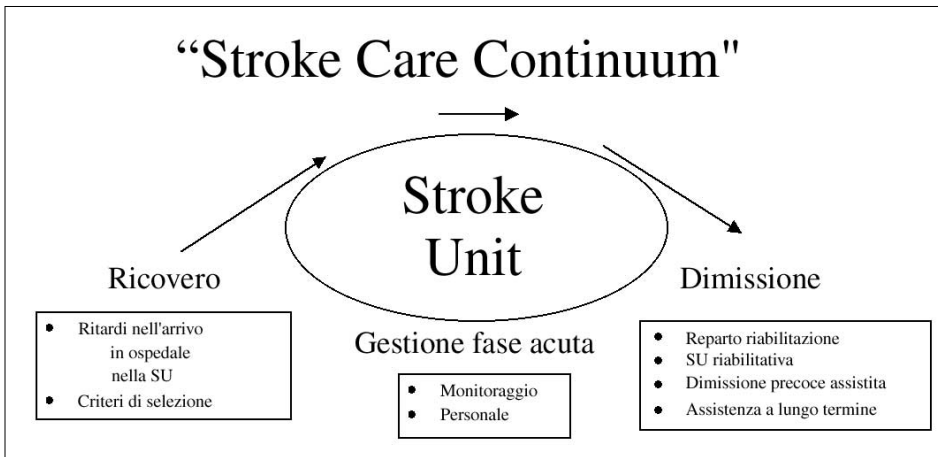 “Stroke Care Continuum"
Stroke
Unit
Ricovero
Ritardi nell'arrivo
in ospedale
nella SU
Criteri di selezione
Gestione fase acuta
Monitoraggio
Personale
Dimissione
Reparto riabilitazione
SU riabilitativa
Dimissione precoce assistita
Assistenza a lungo termine